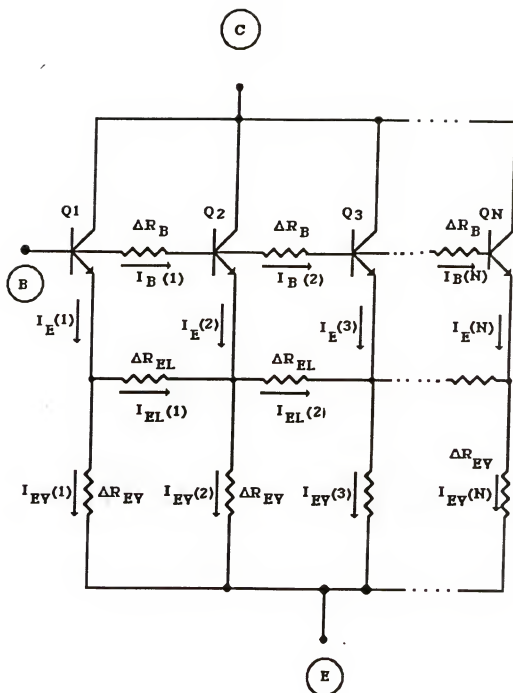 C
Q1 ΔR_B Q2 ΔR_B Q3 ΔR_B QN
B I_B(1) I_B(2) I_B(N)
I_E(1) I_E(2) I_E(3) I_E(N)
ΔR_EL ΔR_EL
I_EL(1) I_EL(2)
ΔR_EV
I_EV(1) ΔR_EV I_EV(2) ΔR_EV I_EV(3) I_EV(N)
E